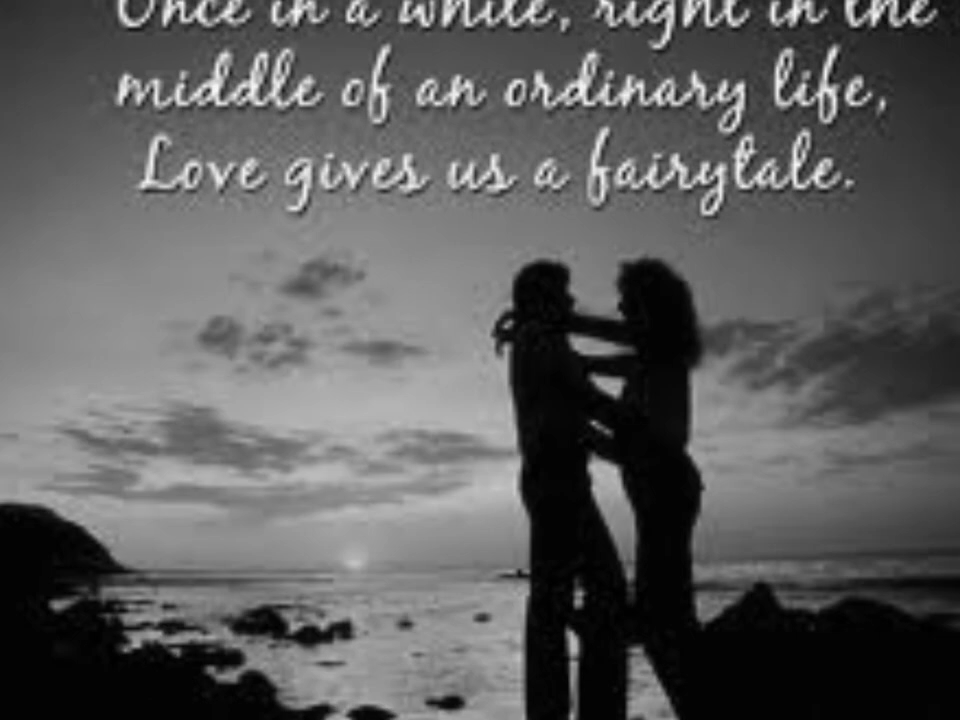 Once in a while, right in the
middle of an ordinary life,
Love gives us a fairytale.